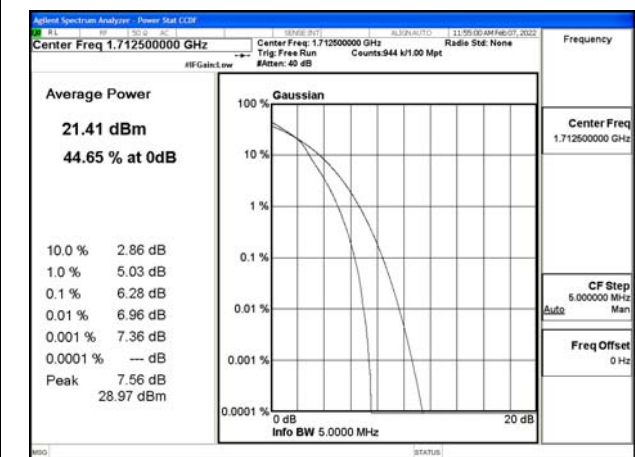 Agilent Spectrum Analyzer - Power Stat CCDF
RL RF 50 Ω AC SENSE:INT ALIGN AUTO 11:55:00 AM Feb 07, 2022
Center Freq 1.712500000 GHz
Center Freq: 1.712500000 GHz Radio Std: None
Trig: Free Run Counts:944 k/1.00 Mpt
#IFGain:Low #Atten: 40 dB
Frequency
Average Power
21.41 dBm
44.65 % at 0dB
10.0 % 2.86 dB
1.0 % 5.03 dB
0.1 % 6.28 dB
0.01 % 6.96 dB
0.001 % 7.36 dB
0.0001 % --- dB
Peak 7.56 dB
28.97 dBm
Gaussian
100 %
10 %
1 %
0.1 %
0.01 %
0.001 %
0.0001 %
0 dB 20 dB
Info BW 5.0000 MHz
Center Freq
1.712500000 GHz
CF Step
5.000000 MHz
Auto Man
Freq Offset
0 Hz
MSG STATUS